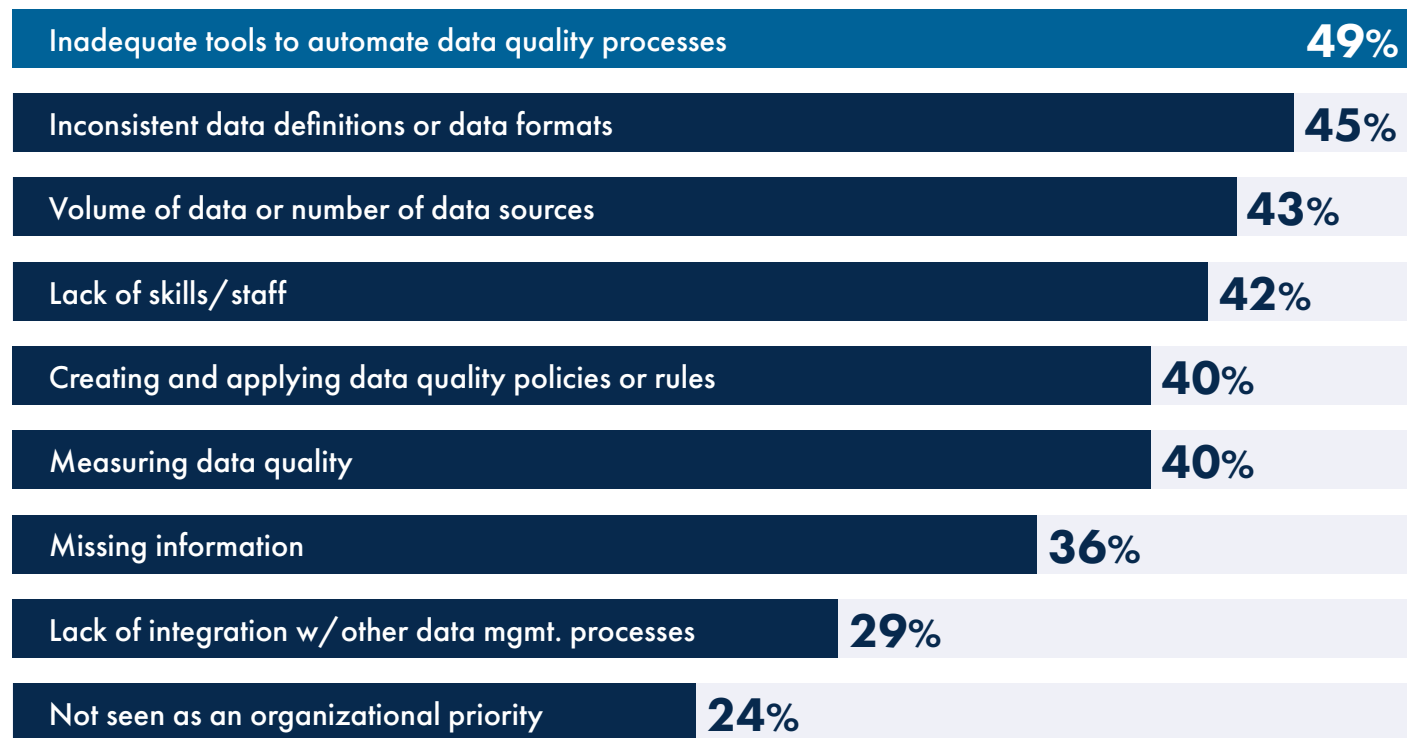 Inadequate tools to automate data quality processes 49%
Inconsistent data definitions or data formats 45%
Volume of data or number of data sources 43%
Lack of skills/staff 42%
Creating and applying data quality policies or rules 40%
Measuring data quality 40%
Missing information 36%
Lack of integration w/other data mgmt. processes 29%
Not seen as an organizational priority 24%